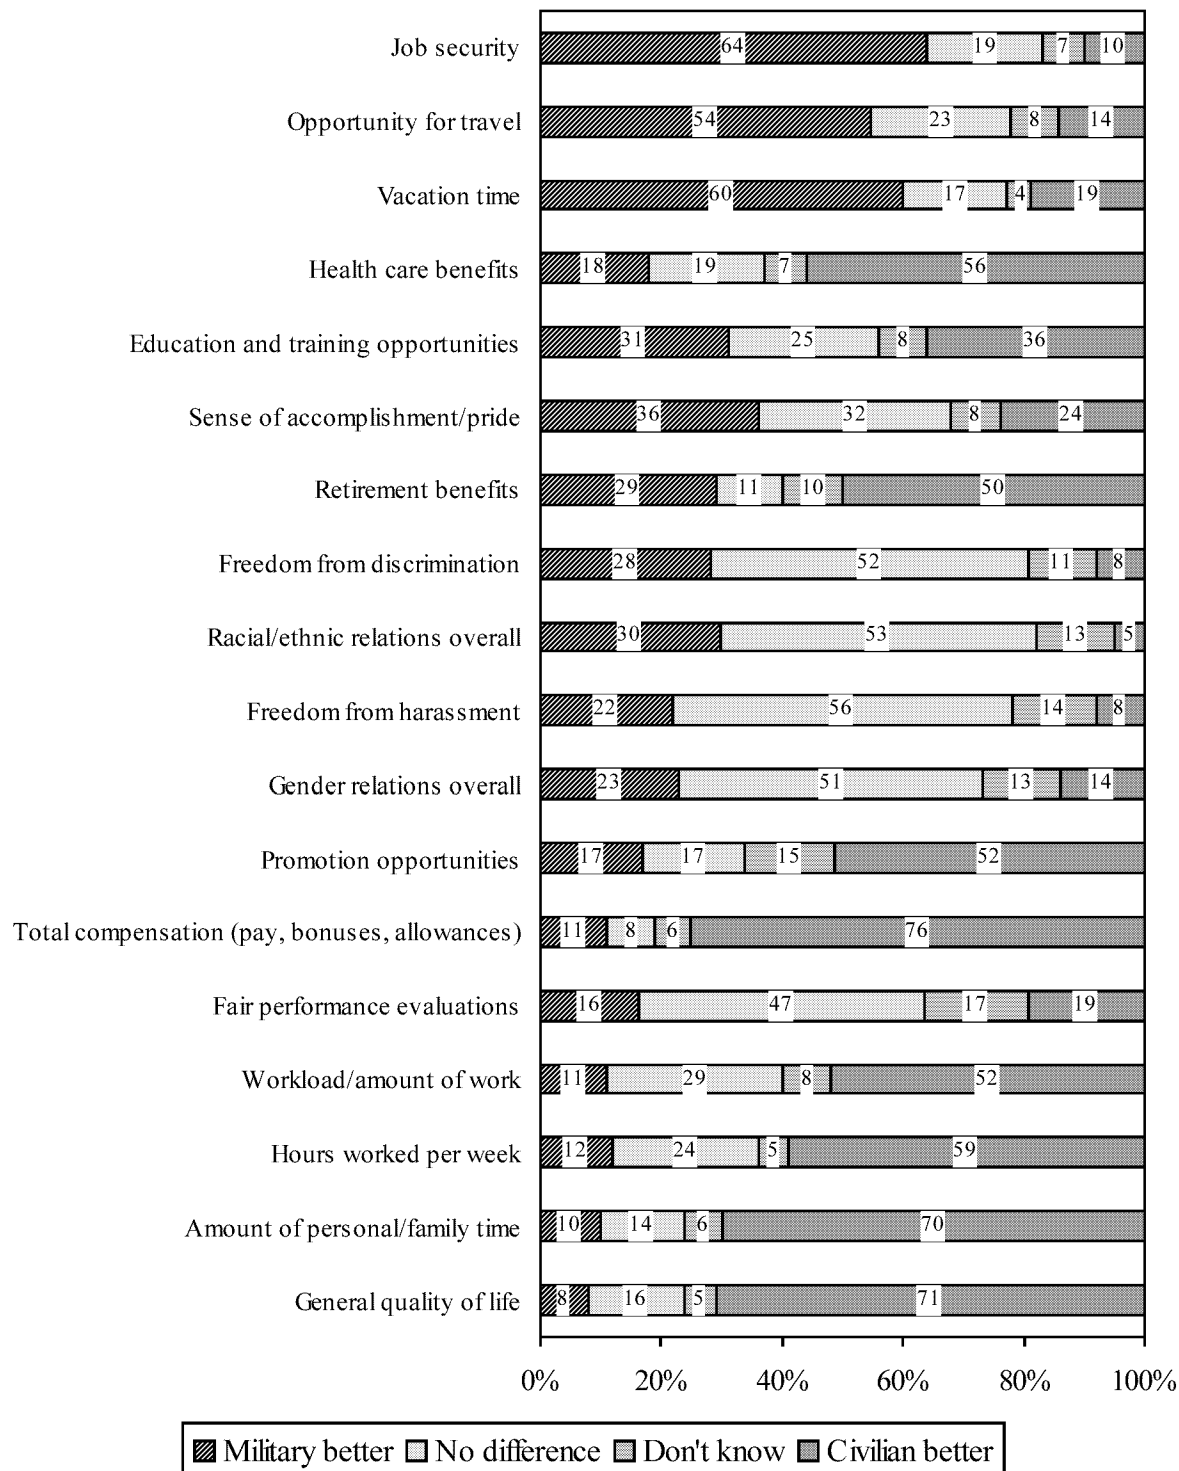 Job security 64 19 7 10
Opportunity for travel 54 23 8 14
Vacation time 60 17 4 19
Health care benefits 18 19 7 56
Education and training opportunities 31 25 8 36
Sense of accomplishment/pride 36 32 8 24
Retirement benefits 29 11 10 50
Freedom from discrimination 28 52 11 8
Racial/ethnic relations overall 30 53 13 5
Freedom from harassment 22 56 14 8
Gender relations overall 23 51 13 14
Promotion opportunities 17 17 15 52
Total compensation (pay, bonuses, allowances) 11 8 6 76
Fair performance evaluations 16 47 17 19
Workload/amount of work 11 29 8 52
Hours worked per week 12 24 5 59
Amount of personal/family time 10 14 6 70
General quality of life 8 16 5 71
0% 20% 40% 60% 80% 100%
Military better No difference Don't know Civilian better